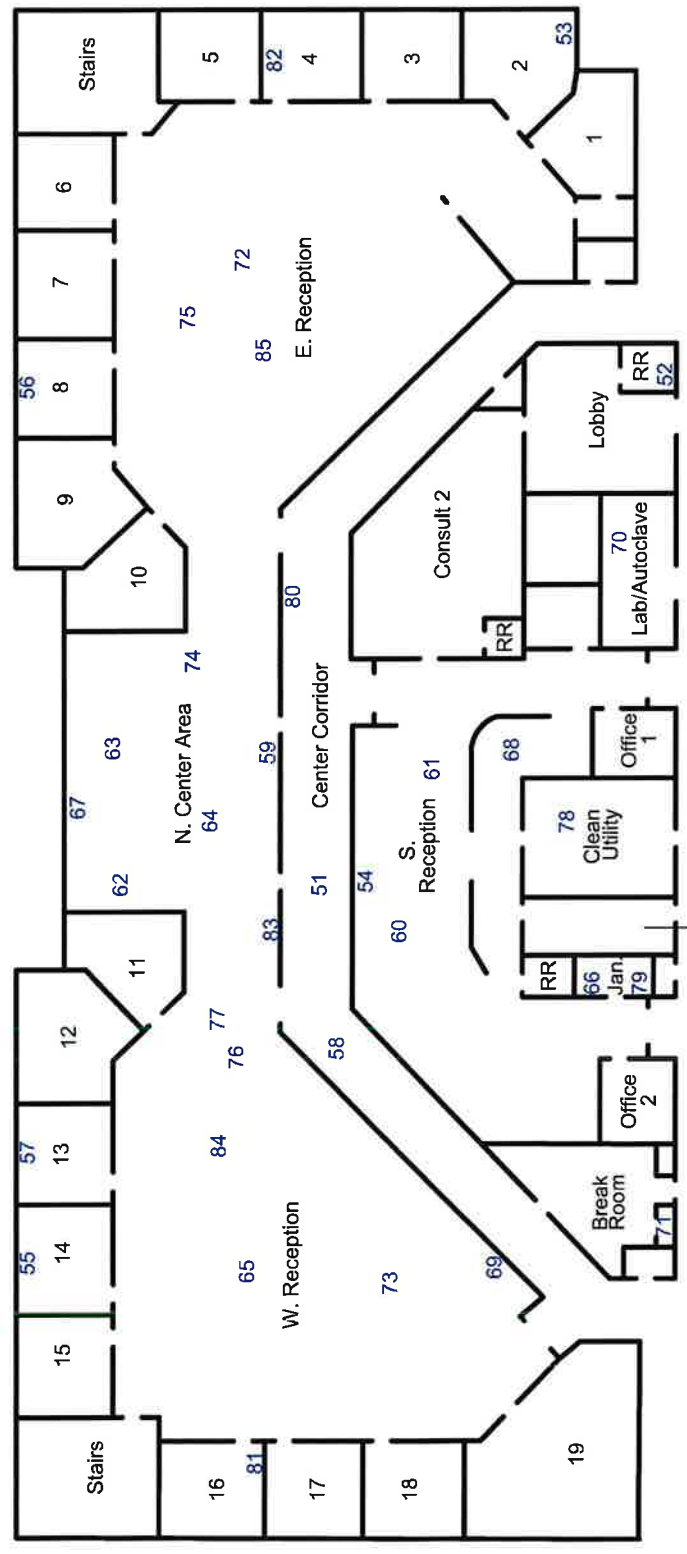 Stairs
15
14
55
13
57
12
11
62
67
63
10
9
8
56
7
6
Stairs
16
81
17
18
19
W. Reception
65
73
84
76
77
69
58
83
N. Center Area
64
74
59
80
Center Corridor
51
E. Reception
75
85
72
5
4
82
3
2
53
1
S.
Reception
54
60
61
68
Consult 2
RR
Lobby
RR
52
Lab/Autoclave
70
Office
1
Clean
Utility
78
RR
Jan.
66
79
Office
2
Break
Room
71